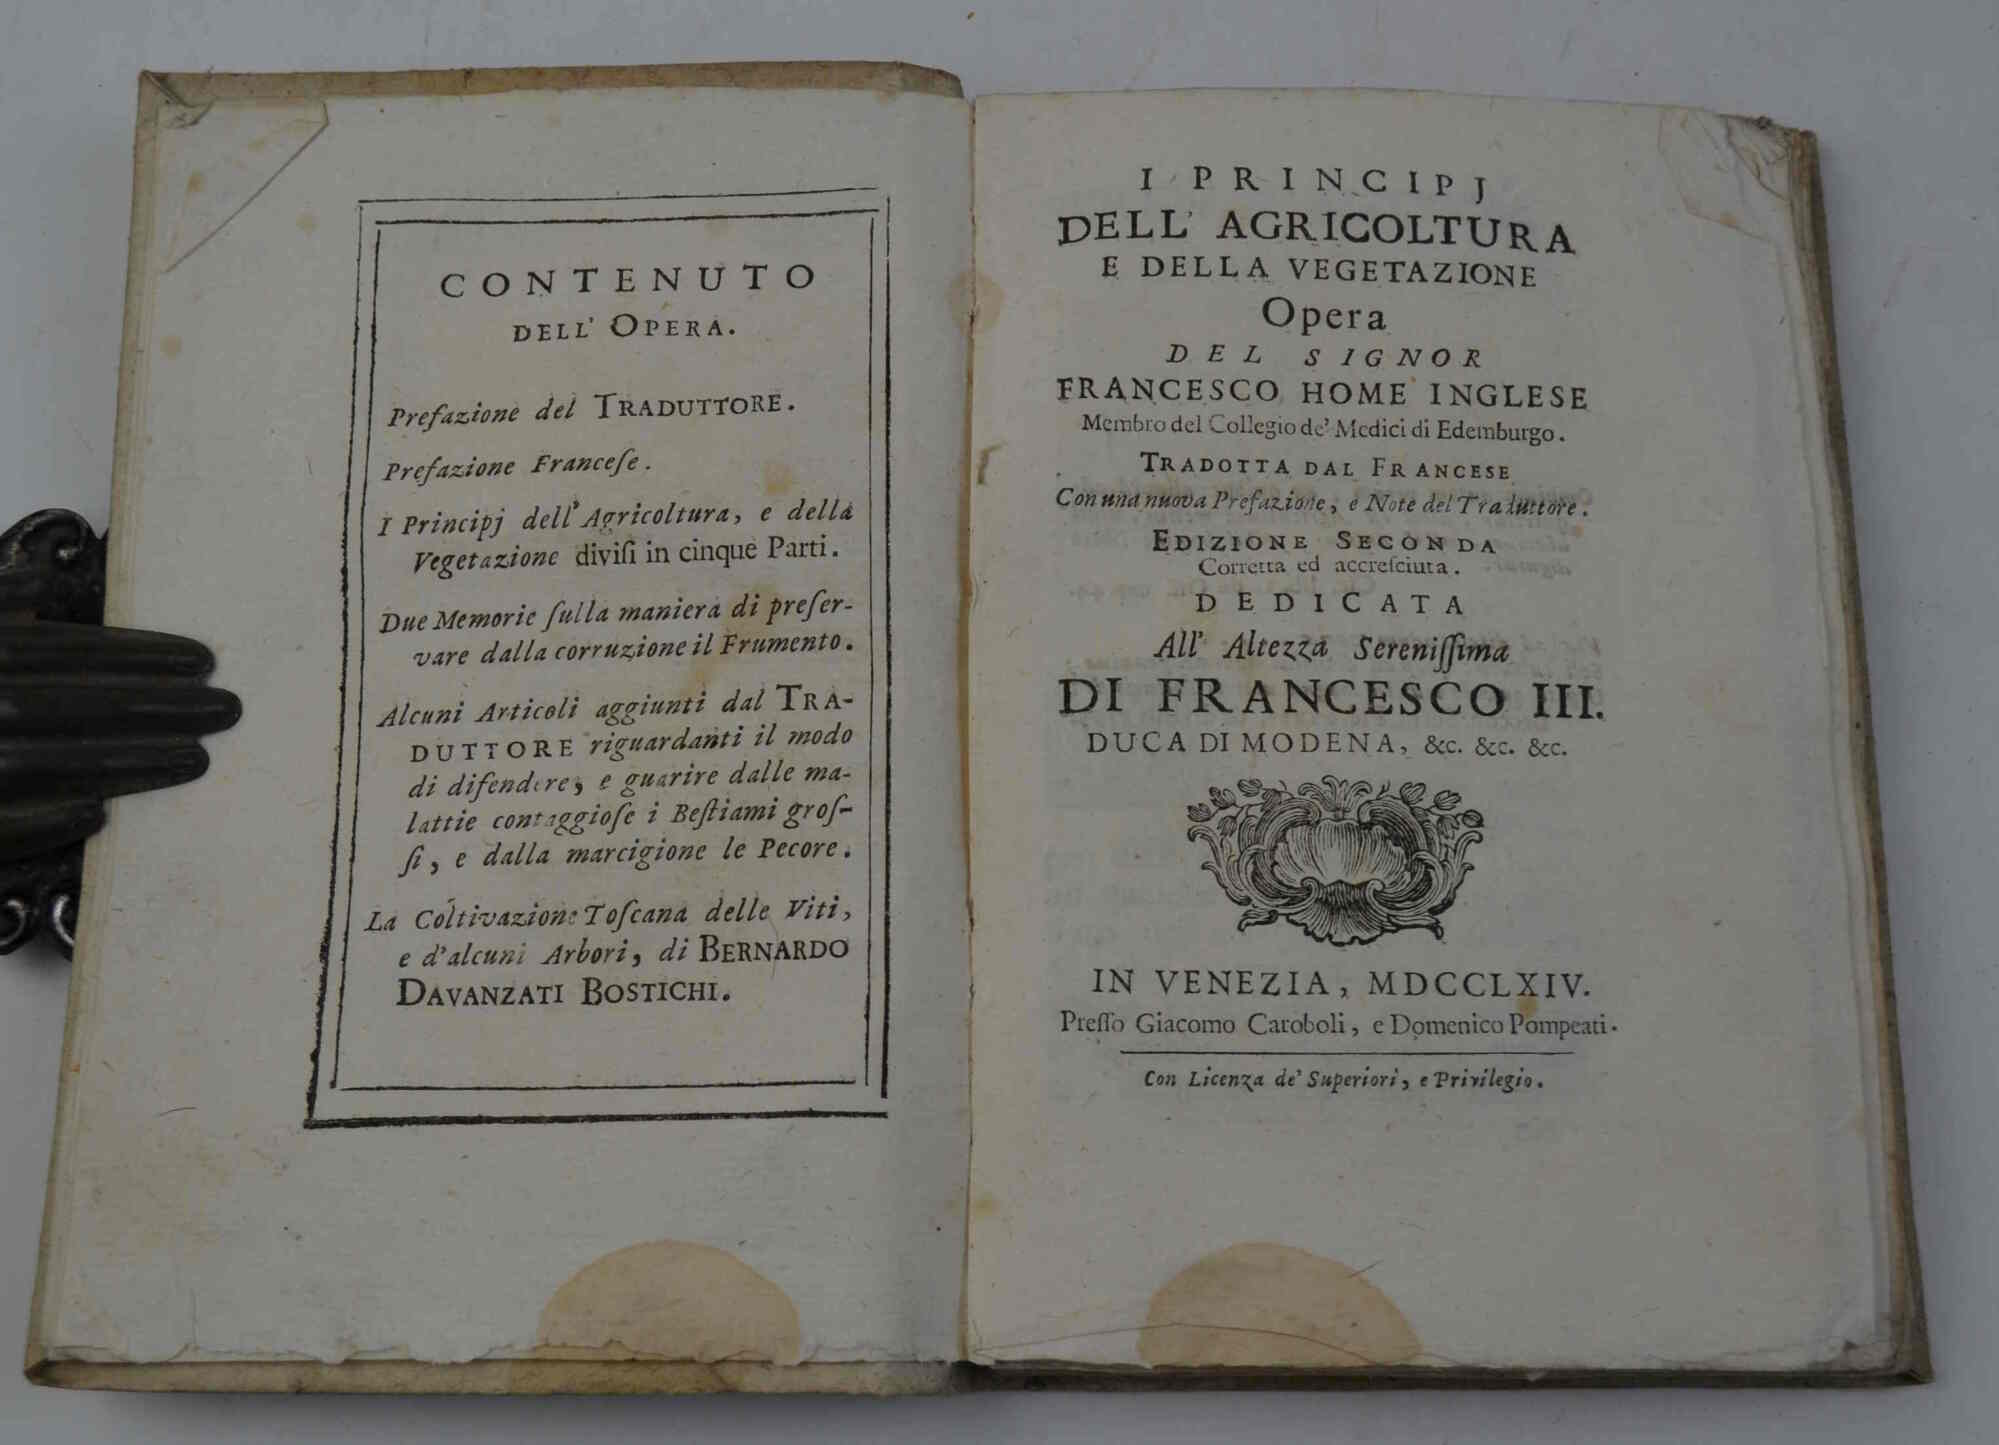 CONTENUTO
DELL' OPERA.
Prefazione del TRADUTTORE.
Prefazione Franceſe.
I Principj dell' Agricoltura, e della
Vegetazione diviſi in cinque Parti.
Due Memorie ſulla maniera di preſer-
vare dalla corruzione il Frumento.
Alcuni Articoli aggiunti dal TRA-
DUTTORE riguardanti il modo
di difendere, e guarire dalle ma-
lattie contaggioſe i Beſtiami groſ-
ſi, e dalla marcigione le Pecore.
La Coltivazione Toſcana delle Viti,
e d'alcuni Arbori, di BERNARDO
DAVANZATI BOSTICHI.
I PRINCIPJ
DELL' AGRICOLTURA
E DELLA VEGETAZIONE
Opera
DEL SIGNOR
FRANCESCO HOME INGLESE
Membro del Collegio de' Medici di Edemburgo.
TRADOTTA DAL FRANCESE
Con una nuova Prefazione, e Note del Traduttore.
EDIZIONE SECONDA
Corretta ed accreſciuta.
DEDICATA
All' Altezza Sereniſſima
DI FRANCESCO III.
DUCA DI MODENA, &c. &c. &c.
IN VENEZIA, MDCCLXIV.
Preſſo Giacomo Caroboli, e Domenico Pompeati.
Con Licenza de' Superiori, e Privilegio.